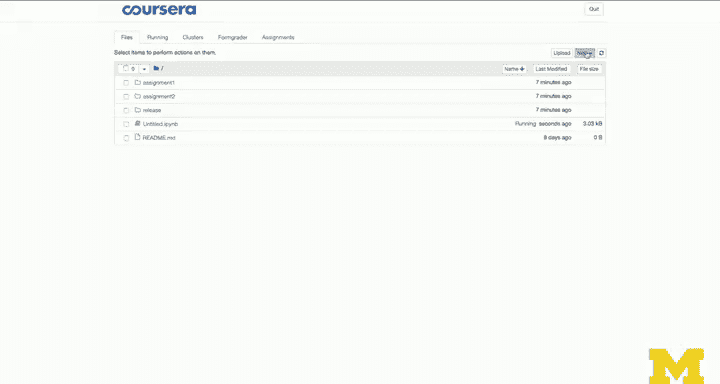 coursera
Quit
Files Running Clusters Formgrader Assignments
Select items to perform actions on them.
Upload New
0 / Name Last Modified File size
assignment1 7 minutes ago
assignment2 7 minutes ago
release 7 minutes ago
Untitled.ipynb Running seconds ago 3.03 kB
README.md 8 days ago 0 B
M